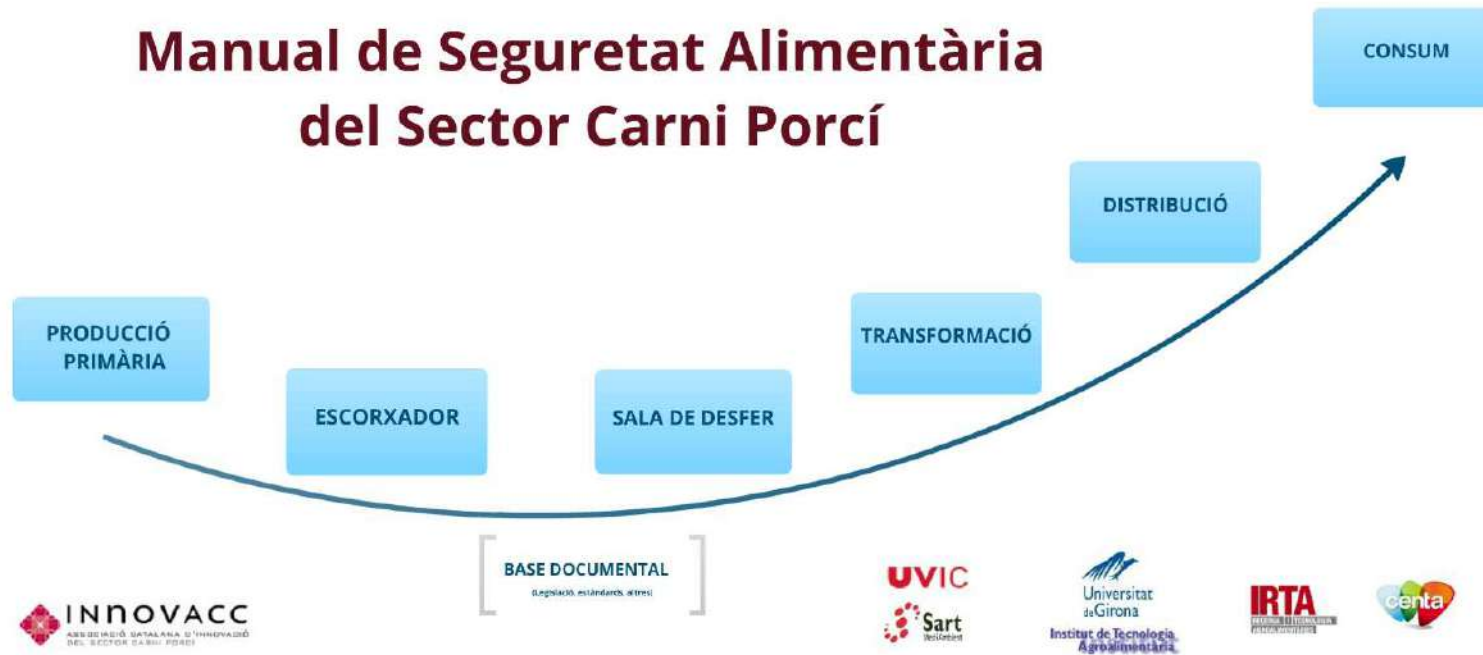 Manual de Seguretat Alimentària
del Sector Carni Porcí
CONSUM
DISTRIBUCIÓ
TRANSFORMACIÓ
PRODUCCIÓ
PRIMÀRIA
ESCORXADOR
SALA DE DESFER
BASE DOCUMENTAL
(Legislació, estàndards, altres)
INNOVACC
ASSOCIACIÓ CATALANA D'INNOVACIÓ
DEL SECTOR CARNI PORCÍ
UVIC
Sart
Medi Ambient
Universitat
de Girona
Institut de Tecnologia
Agroalimentària
IRTA
centa